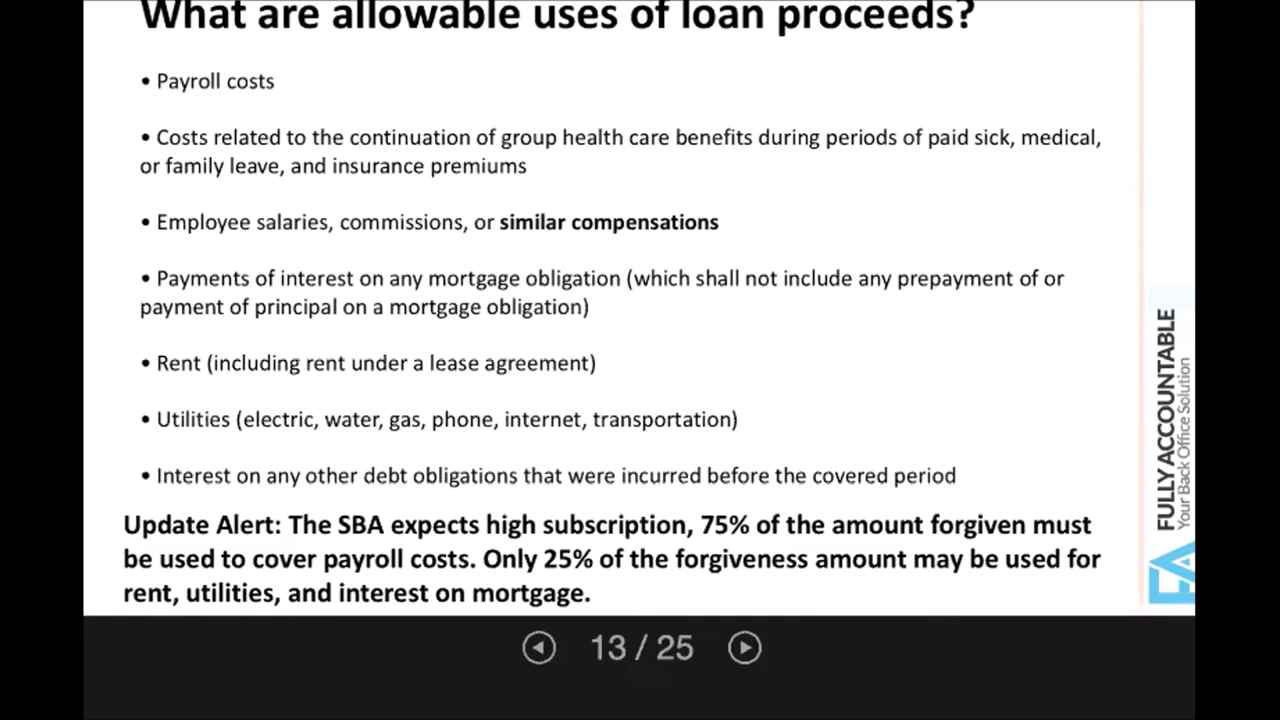 What are allowable uses of loan proceeds?
• Payroll costs
• Costs related to the continuation of group health care benefits during periods of paid sick, medical,
or family leave, and insurance premiums
• Employee salaries, commissions, or similar compensations
• Payments of interest on any mortgage obligation (which shall not include any prepayment of or
payment of principal on a mortgage obligation)
• Rent (including rent under a lease agreement)
• Utilities (electric, water, gas, phone, internet, transportation)
• Interest on any other debt obligations that were incurred before the covered period
Update Alert: The SBA expects high subscription, 75% of the amount forgiven must
be used to cover payroll costs. Only 25% of the forgiveness amount may be used for
rent, utilities, and interest on mortgage.
FULLY ACCOUNTABLE
Your Back Office Solution
FA
13 / 25